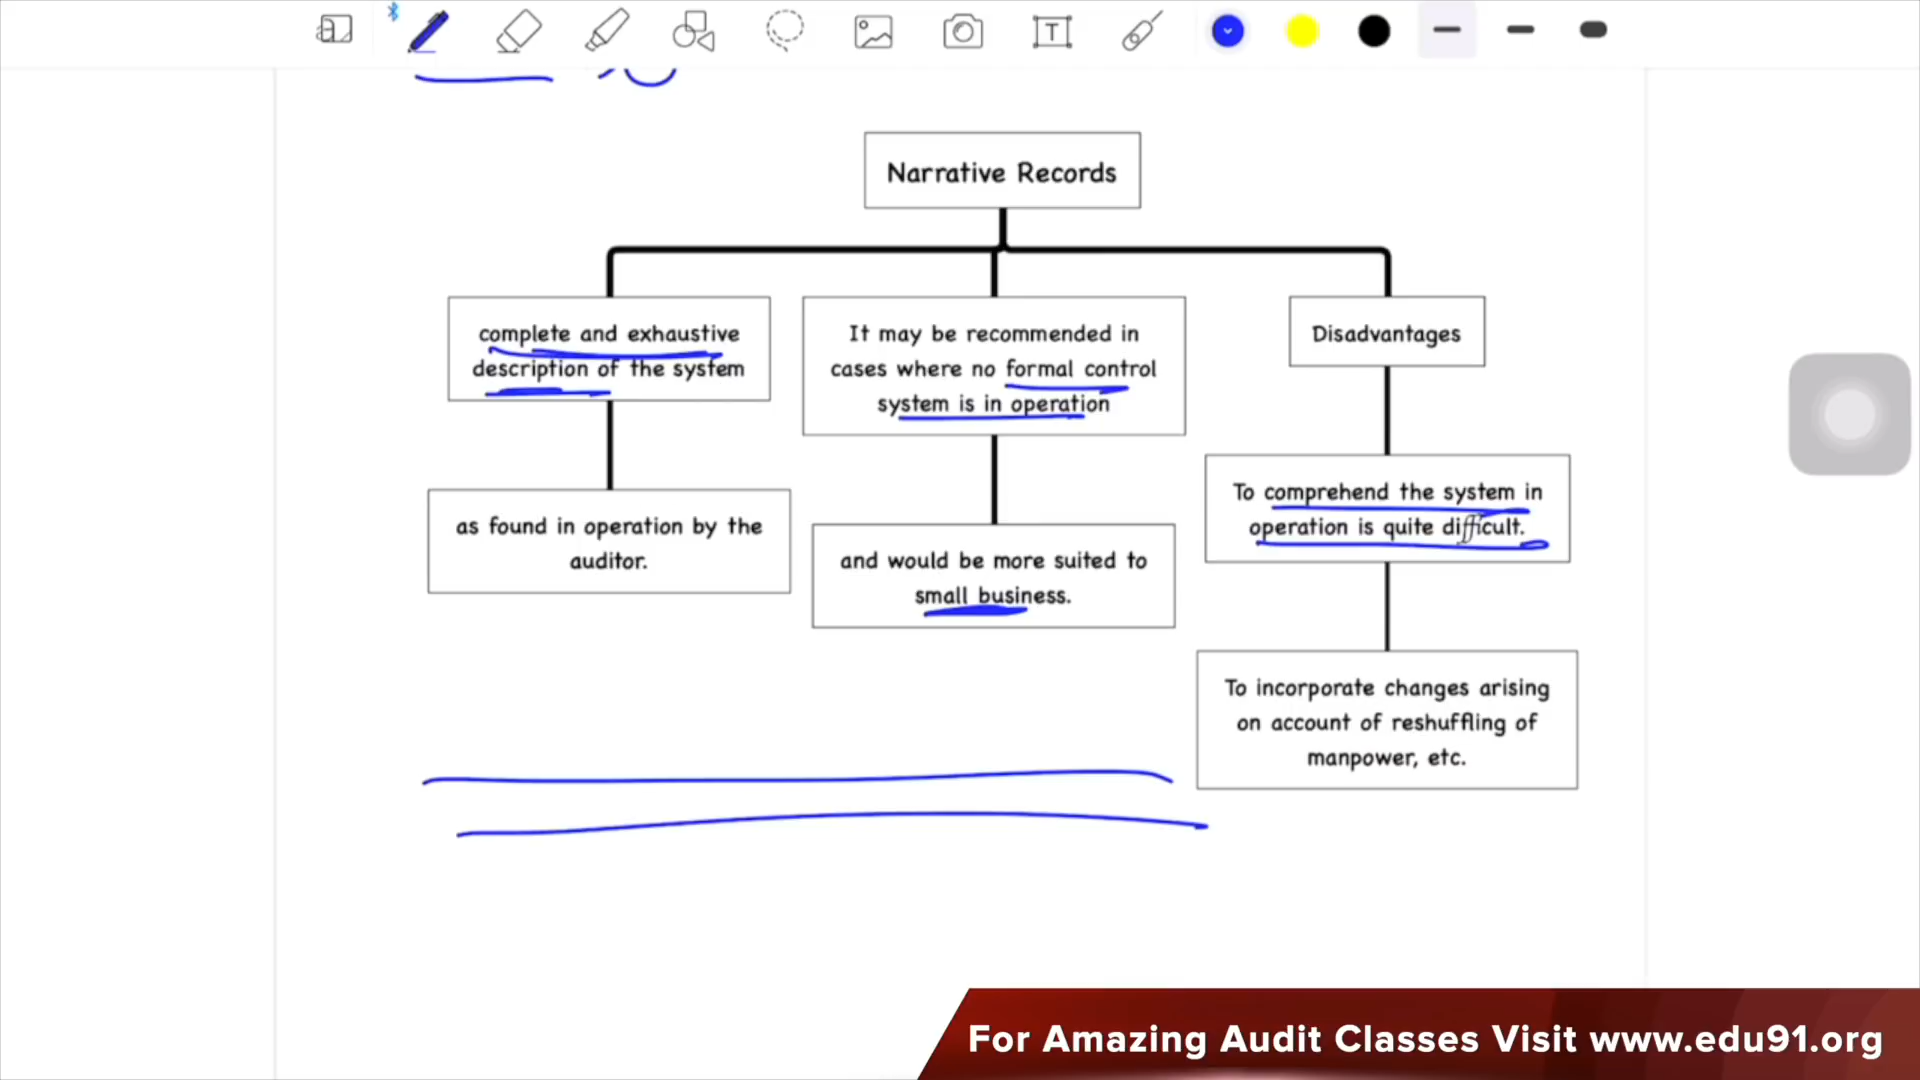 Narrative Records
complete and exhaustive
description of the system
as found in operation by the
auditor.
It may be recommended in
cases where no formal control
system is in operation
and would be more suited to
small business.
Disadvantages
To comprehend the system in
operation is quite difficult.
To incorporate changes arising
on account of reshuffling of
manpower, etc.
For Amazing Audit Classes Visit www.edu91.org